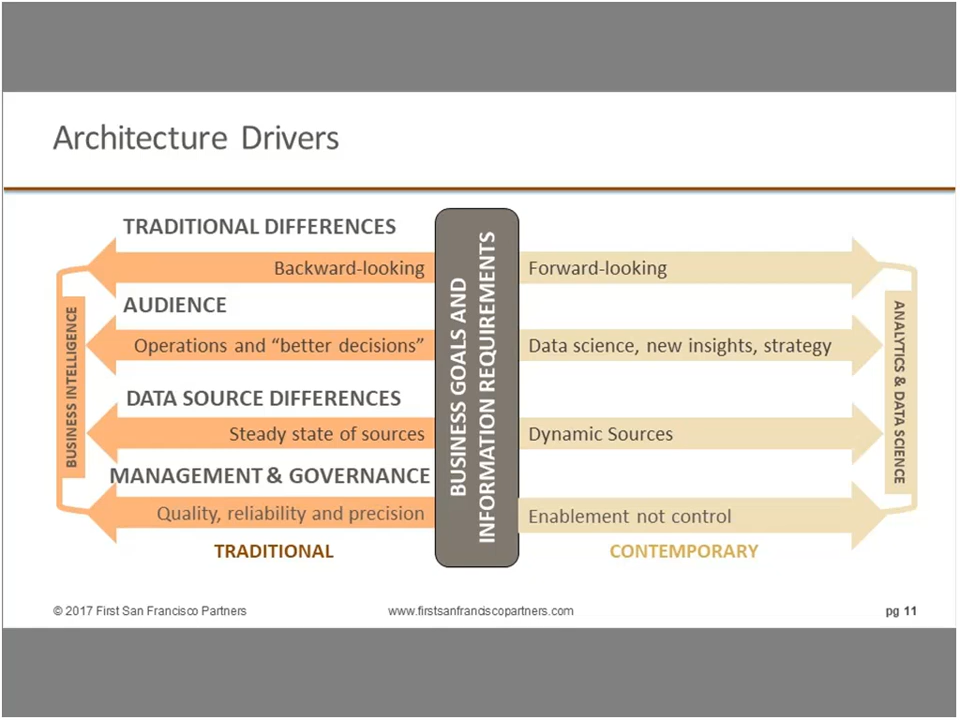 Architecture Drivers
TRADITIONAL DIFFERENCES
Backward-looking
Forward-looking
AUDIENCE
Operations and “better decisions”
Data science, new insights, strategy
DATA SOURCE DIFFERENCES
Steady state of sources
Dynamic Sources
MANAGEMENT & GOVERNANCE
Quality, reliability and precision
Enablement not control
BUSINESS INTELLIGENCE
BUSINESS GOALS AND
INFORMATION REQUIREMENTS
ANALYTICS & DATA SCIENCE
TRADITIONAL
CONTEMPORARY
© 2017 First San Francisco Partners
www.firstsanfranciscopartners.com
pg 11